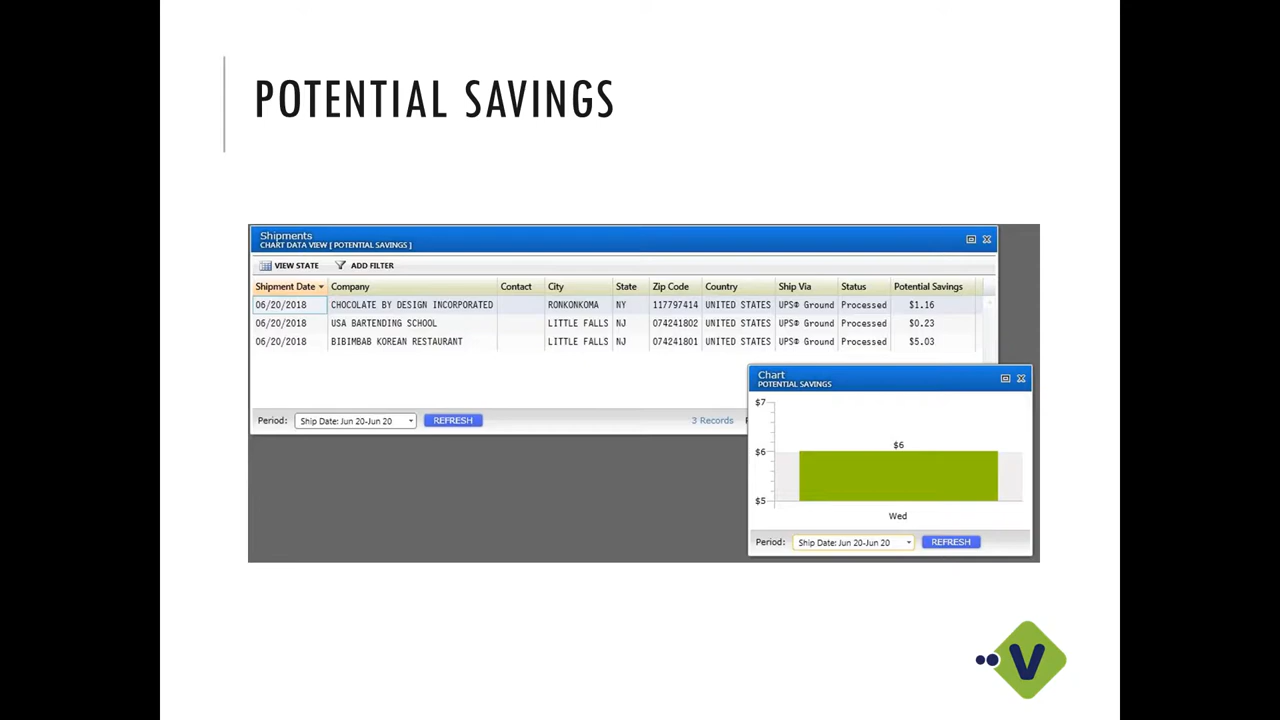 POTENTIAL SAVINGS
Shipments
CHART DATA VIEW [ POTENTIAL SAVINGS ]
VIEW STATE ADD FILTER
Shipment Date Company Contact City State Zip Code Country Ship Via Status Potential Savings
06/20/2018 CHOCOLATE BY DESIGN INCORPORATED RONKONKOMA NY 117797414 UNITED STATES UPS® Ground Processed $1.16
06/20/2018 USA BARTENDING SCHOOL LITTLE FALLS NJ 074241802 UNITED STATES UPS® Ground Processed $0.23
06/20/2018 BIBIMBAB KOREAN RESTAURANT LITTLE FALLS NJ 074241801 UNITED STATES UPS® Ground Processed $5.03
Period: Ship Date: Jun 20-Jun 20 REFRESH 3 Records
Chart
POTENTIAL SAVINGS
$7
$6
$6
$5
Wed
Period: Ship Date: Jun 20-Jun 20 REFRESH
V